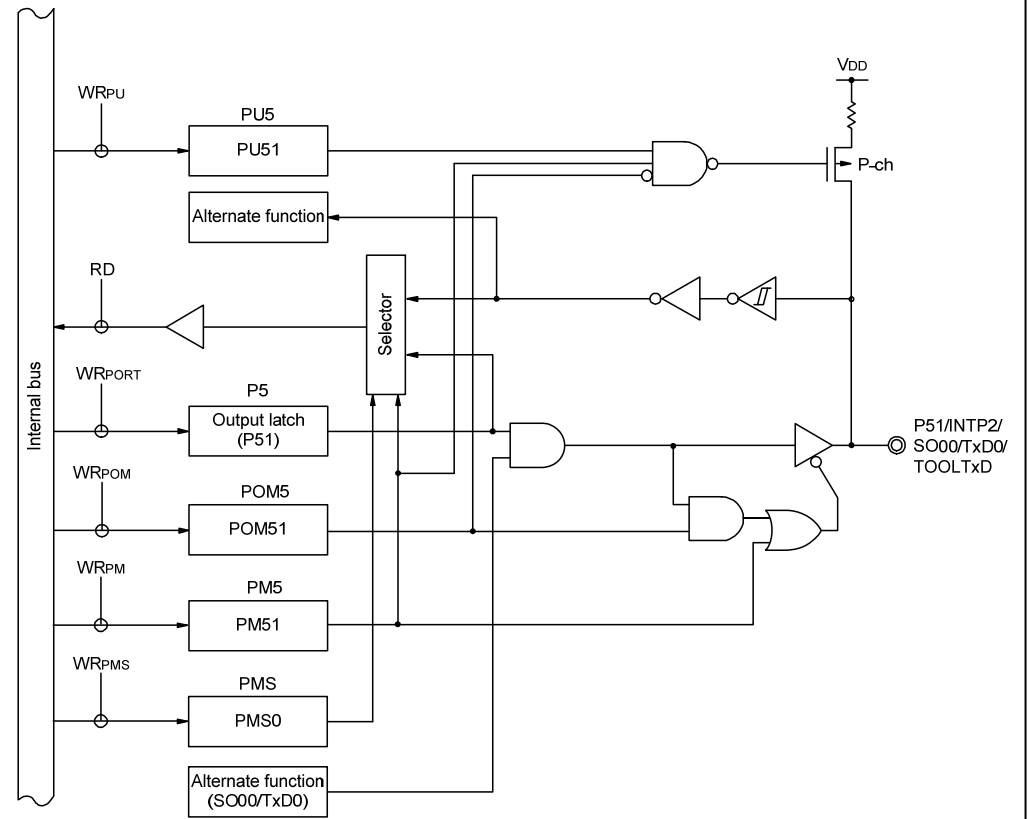 VDD
WRPU
PU5
PU51
P-ch
Alternate function
RD
Selector
Internal bus
WRPORT
P5
Output latch
(P51)
P51/INTP2/
SO00/TxD0/
TOOLTxD
WRPOM
POM5
POM51
WRPM
PM5
PM51
WRPMS
PMS
PMS0
Alternate function
(SO00/TxD0)